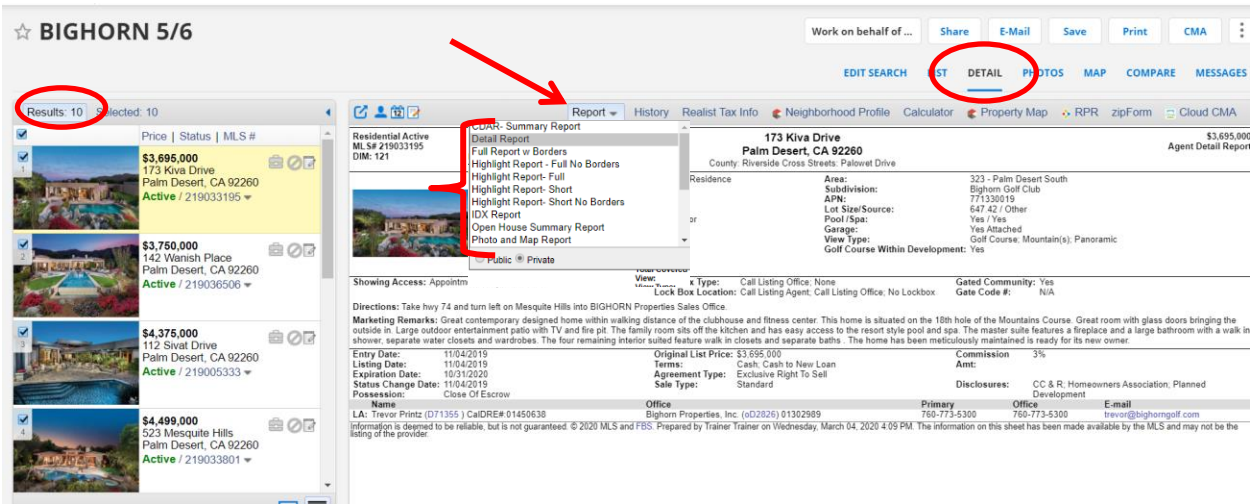 ☆ BIGHORN 5/6
Work on behalf of ... Share E-Mail Save Print CMA
EDIT SEARCH LIST DETAIL PHOTOS MAP COMPARE MESSAGES
Results: 10 Selected: 10
Price | Status | MLS #
1
$3,695,000
173 Kiva Drive
Palm Desert, CA 92260
Active / 219033195
2
$3,750,000
142 Wanish Place
Palm Desert, CA 92260
Active / 219036506
3
$4,375,000
112 Sivat Drive
Palm Desert, CA 92260
Active / 219005333
4
$4,499,000
523 Mesquite Hills
Palm Desert, CA 92260
Active / 219033801
Report History Realist Tax Info Neighborhood Profile Calculator Property Map RPR zipForm Cloud CMA
CDAR- Summary Report
Detail Report
Full Report w Borders
Highlight Report - Full No Borders
Highlight Report- Full
Highlight Report- Short
Highlight Report- Short No Borders
IDX Report
Open House Summary Report
Photo and Map Report
Public Private
Residential Active
MLS# 219033195
DIM: 121
173 Kiva Drive
Palm Desert, CA 92260
County: Riverside Cross Streets: Palowet Drive
$3,695,000
Agent Detail Report
Residence
Area: 323 - Palm Desert South
Subdivision: Bighorn Golf Club
APN: 771330019
Lot Size/Source: 647.42 / Other
Pool /Spa: Yes / Yes
Garage: Yes Attached
View Type: Golf Course; Mountain(s); Panoramic
Golf Course Within Development: Yes
View:
Showing Access: Appointm
x Type: Call Listing Office; None
Gated Community: Yes
Lock Box Location: Call Listing Agent; Call Listing Office; No Lockbox
Gate Code #: N/A
Directions: Take hwy 74 and turn left on Mesquite Hills into BIGHORN Properties Sales Office.
Marketing Remarks: Great contemporary designed home within walking distance of the clubhouse and fitness center. This home is situated on the 18th hole of the Mountains Course. Great room with glass doors bringing the
outside in. Large outdoor entertainment patio with TV and fire pit. The family room sits off the kitchen and has easy access to the resort style pool and spa. The master suite features a fireplace and a large bathroom with a walk in
shower, separate water closets and wardrobes. The four remaining interior suited feature walk in closets and separate baths . The home has been meticulously maintained is ready for its new owner.
Entry Date: 11/04/2019 Original List Price: $3,695,000 Commission 3%
Listing Date: 11/04/2019 Terms: Cash; Cash to New Loan Amt:
Expiration Date: 10/31/2020 Agreement Type: Exclusive Right To Sell
Status Change Date: 11/04/2019 Sale Type: Standard Disclosures: CC & R; Homeowners Association; Planned
Possession: Close Of Escrow Development
Name Office Primary Office E-mail
LA: Trevor Printz (D71355 ) CalDRE#:01450638 Bighorn Properties, Inc. (oD2826) 01302989 760-773-5300 760-773-5300 trevor@bighorngolf.com
Information is deemed to be reliable, but is not guaranteed. © 2020 MLS and FBS. Prepared by Trainer Trainer on Wednesday, March 04, 2020 4:09 PM. The information on this sheet has been made available by the MLS and may not be the
listing of the provider.